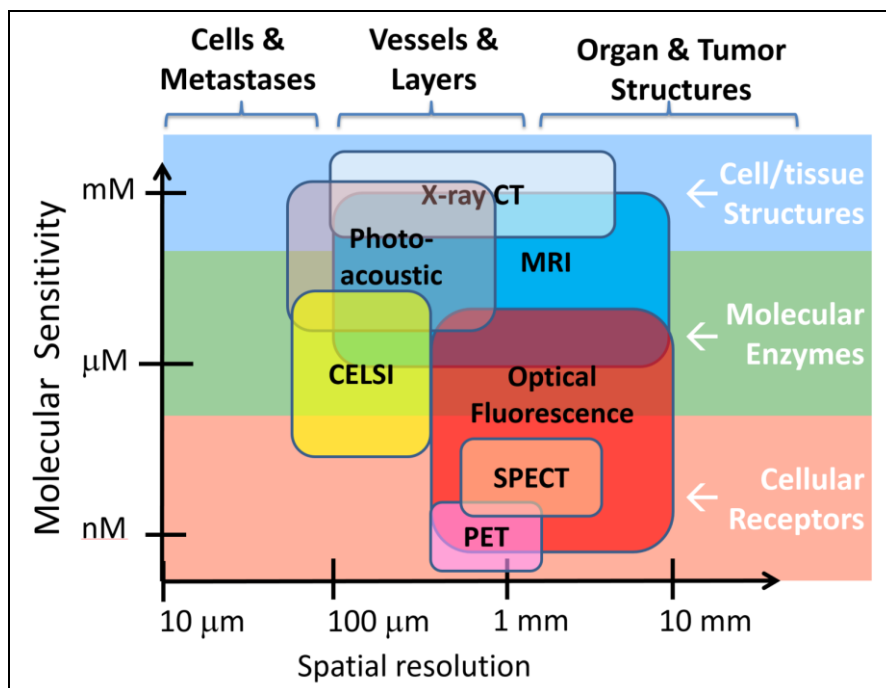 Cells &
Metastases
Vessels &
Layers
Organ & Tumor
Structures
Molecular Sensitivity
mM
μM
nM
X-ray CT
Photo-
acoustic
MRI
CELSI
Optical
Fluorescence
SPECT
PET
← Cell/tissue
Structures
← Molecular
Enzymes
← Cellular
Receptors
10 μm
100 μm
1 mm
10 mm
Spatial resolution